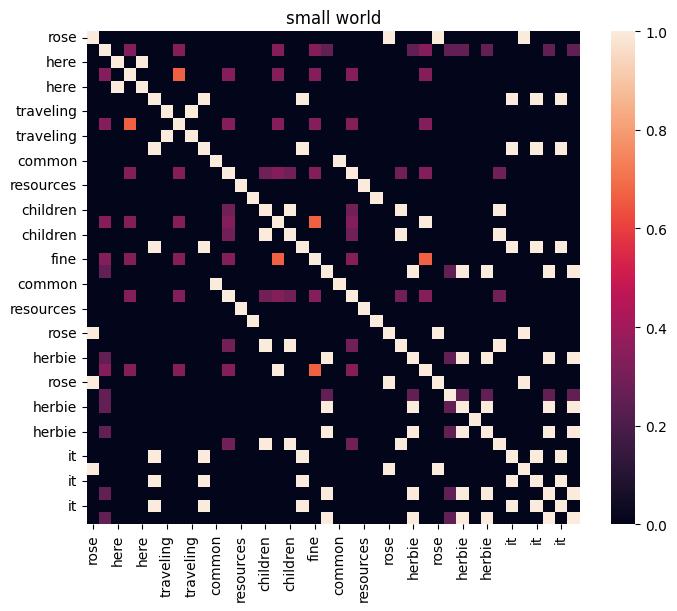 small world
rose
here
here
traveling
traveling
common
resources
children
children
fine
common
resources
rose
herbie
rose
herbie
herbie
it
it
it
1.0
0.8
0.6
0.4
0.2
0.0
rose
here
here
traveling
traveling
common
resources
children
children
fine
common
resources
rose
herbie
rose
herbie
herbie
it
it
it